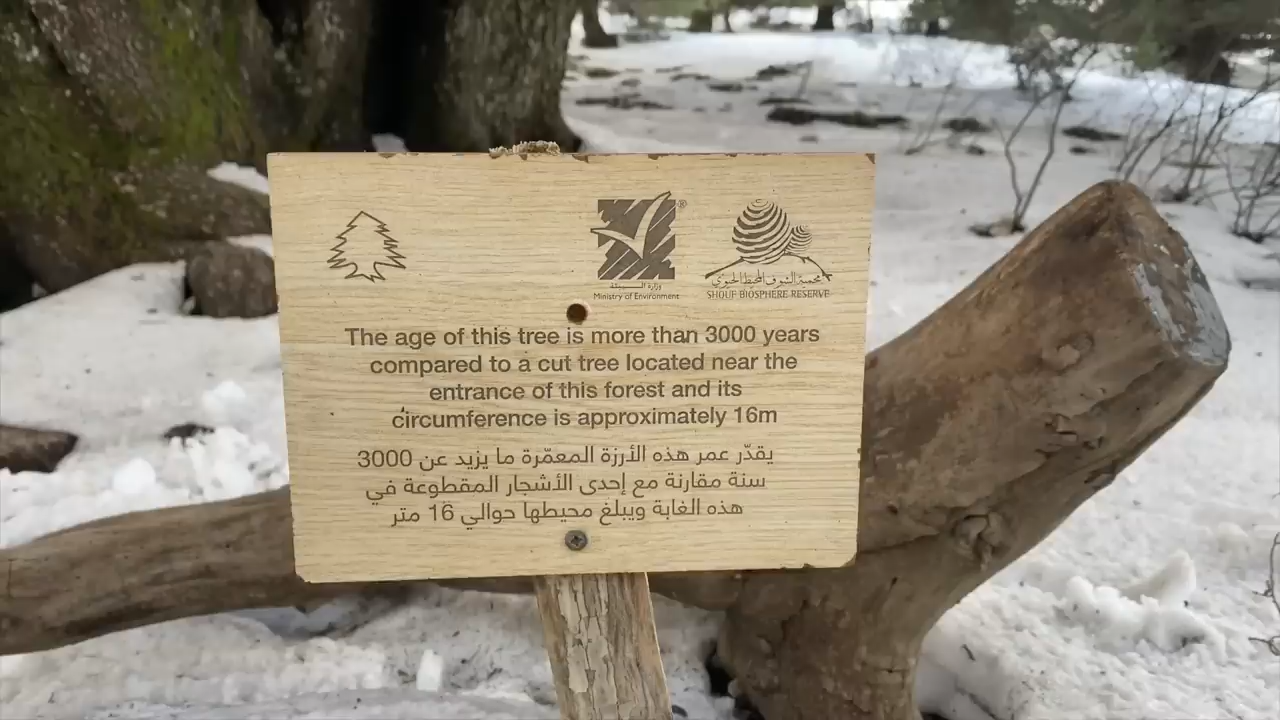 ®
وزارة البيئة
Ministry of Environment
محمية الشوف المحيط الحيوي
SHOUF BIOSPHERE RESERVE
The age of this tree is more than 3000 years
compared to a cut tree located near the
entrance of this forest and its
circumference is approximately 16m
يقدّر عمر هذه الأرزة المعمّرة ما يزيد عن 3000
سنة مقارنة مع إحدى الأشجار المقطوعة في
هذه الغابة ويبلغ محيطها حوالي 16 متر